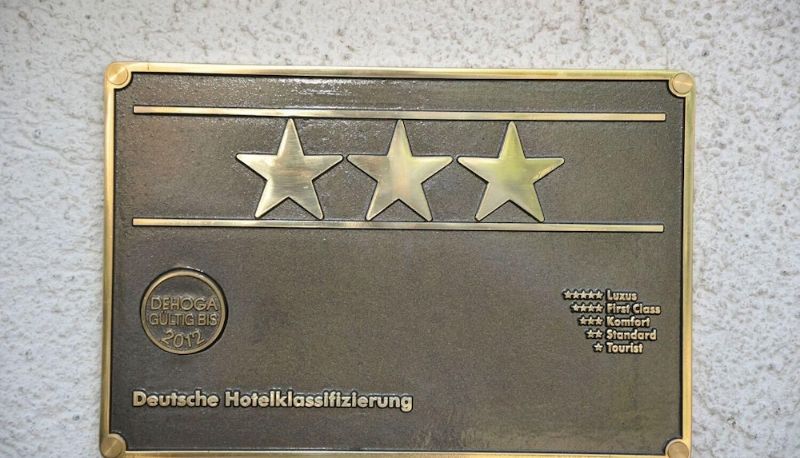 DEHOGA
GÜLTIG BIS
2012
★★★★★ Luxus
★★★★ First Class
★★★ Komfort
★★ Standard
★ Tourist
Deutsche Hotelklassifizierung